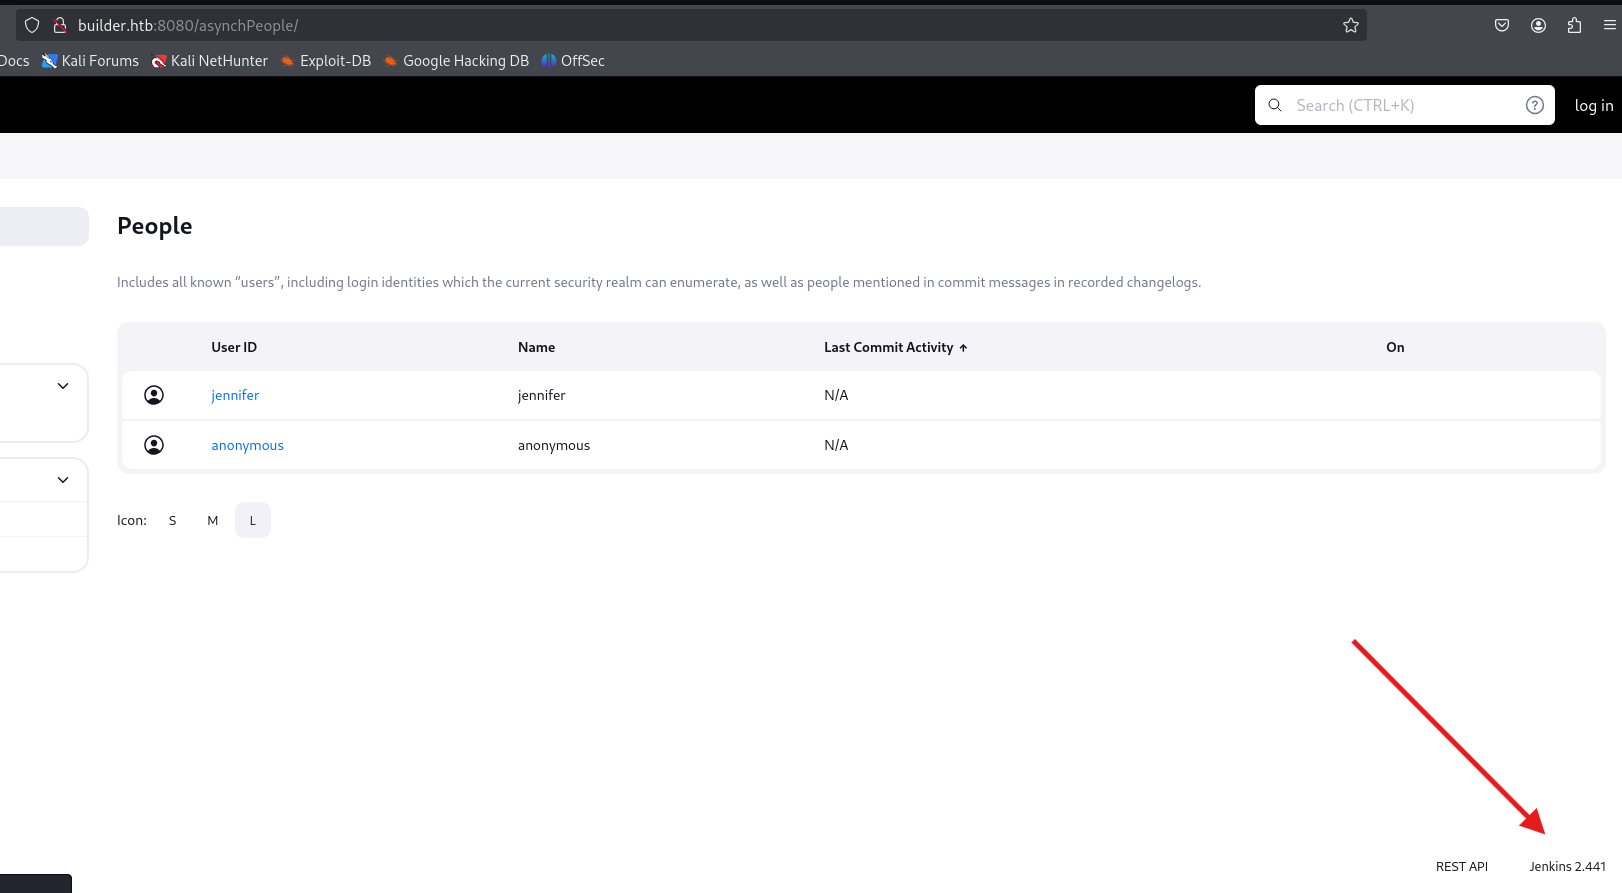 builder.htb:8080/asynchPeople/
Docs Kali Forums Kali NetHunter Exploit-DB Google Hacking DB OffSec
Search (CTRL+K) ? log in
People
Includes all known “users”, including login identities which the current security realm can enumerate, as well as people mentioned in commit messages in recorded changelogs.
User ID Name Last Commit Activity ↑ On
jennifer jennifer N/A
anonymous anonymous N/A
Icon: S M L
REST API Jenkins 2.441